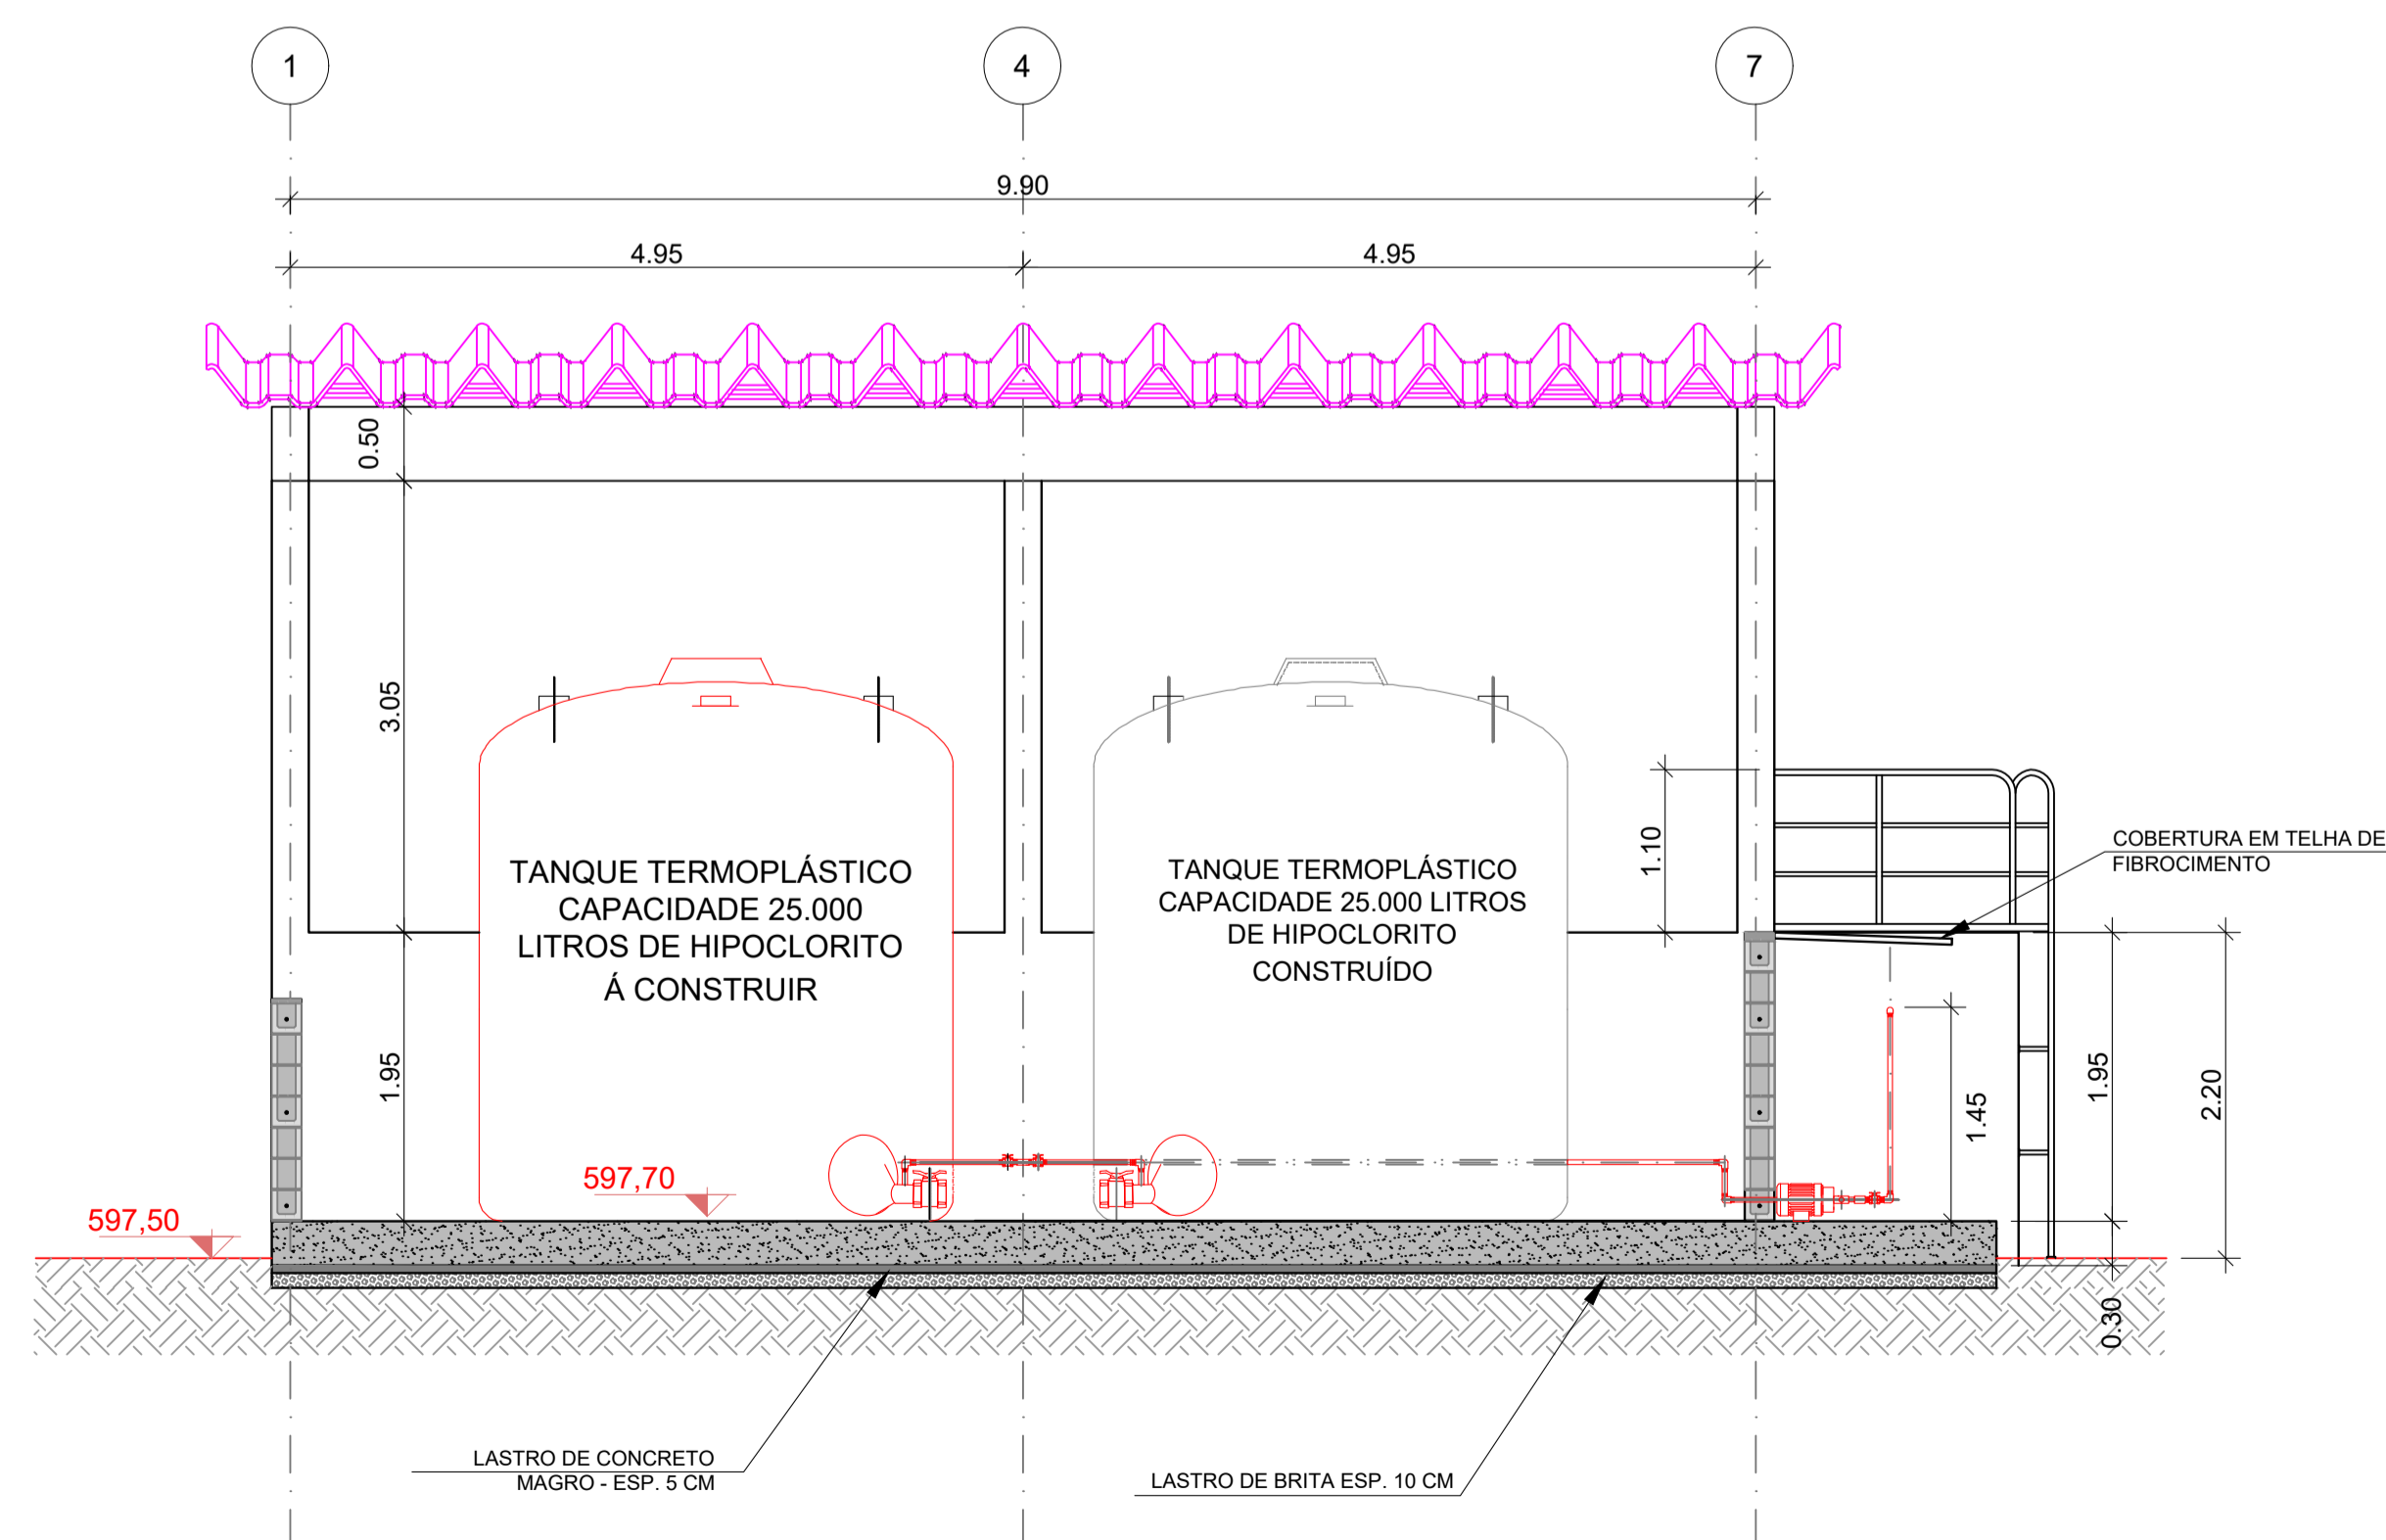 1
4
7
9.90
4.95
4.95
0.50
3.05
1.95
1.10
COBERTURA EM TELHA DE
FIBROCIMENTO
TANQUE TERMOPLÁSTICO
CAPACIDADE 25.000
LITROS DE HIPOCLORITO
Á CONSTRUIR
TANQUE TERMOPLÁSTICO
CAPACIDADE 25.000 LITROS
DE HIPOCLORITO
CONSTRUÍDO
1.45
1.95
2.20
0.30
597,70
597,50
LASTRO DE CONCRETO
MAGRO - ESP. 5 CM
LASTRO DE BRITA ESP. 10 CM